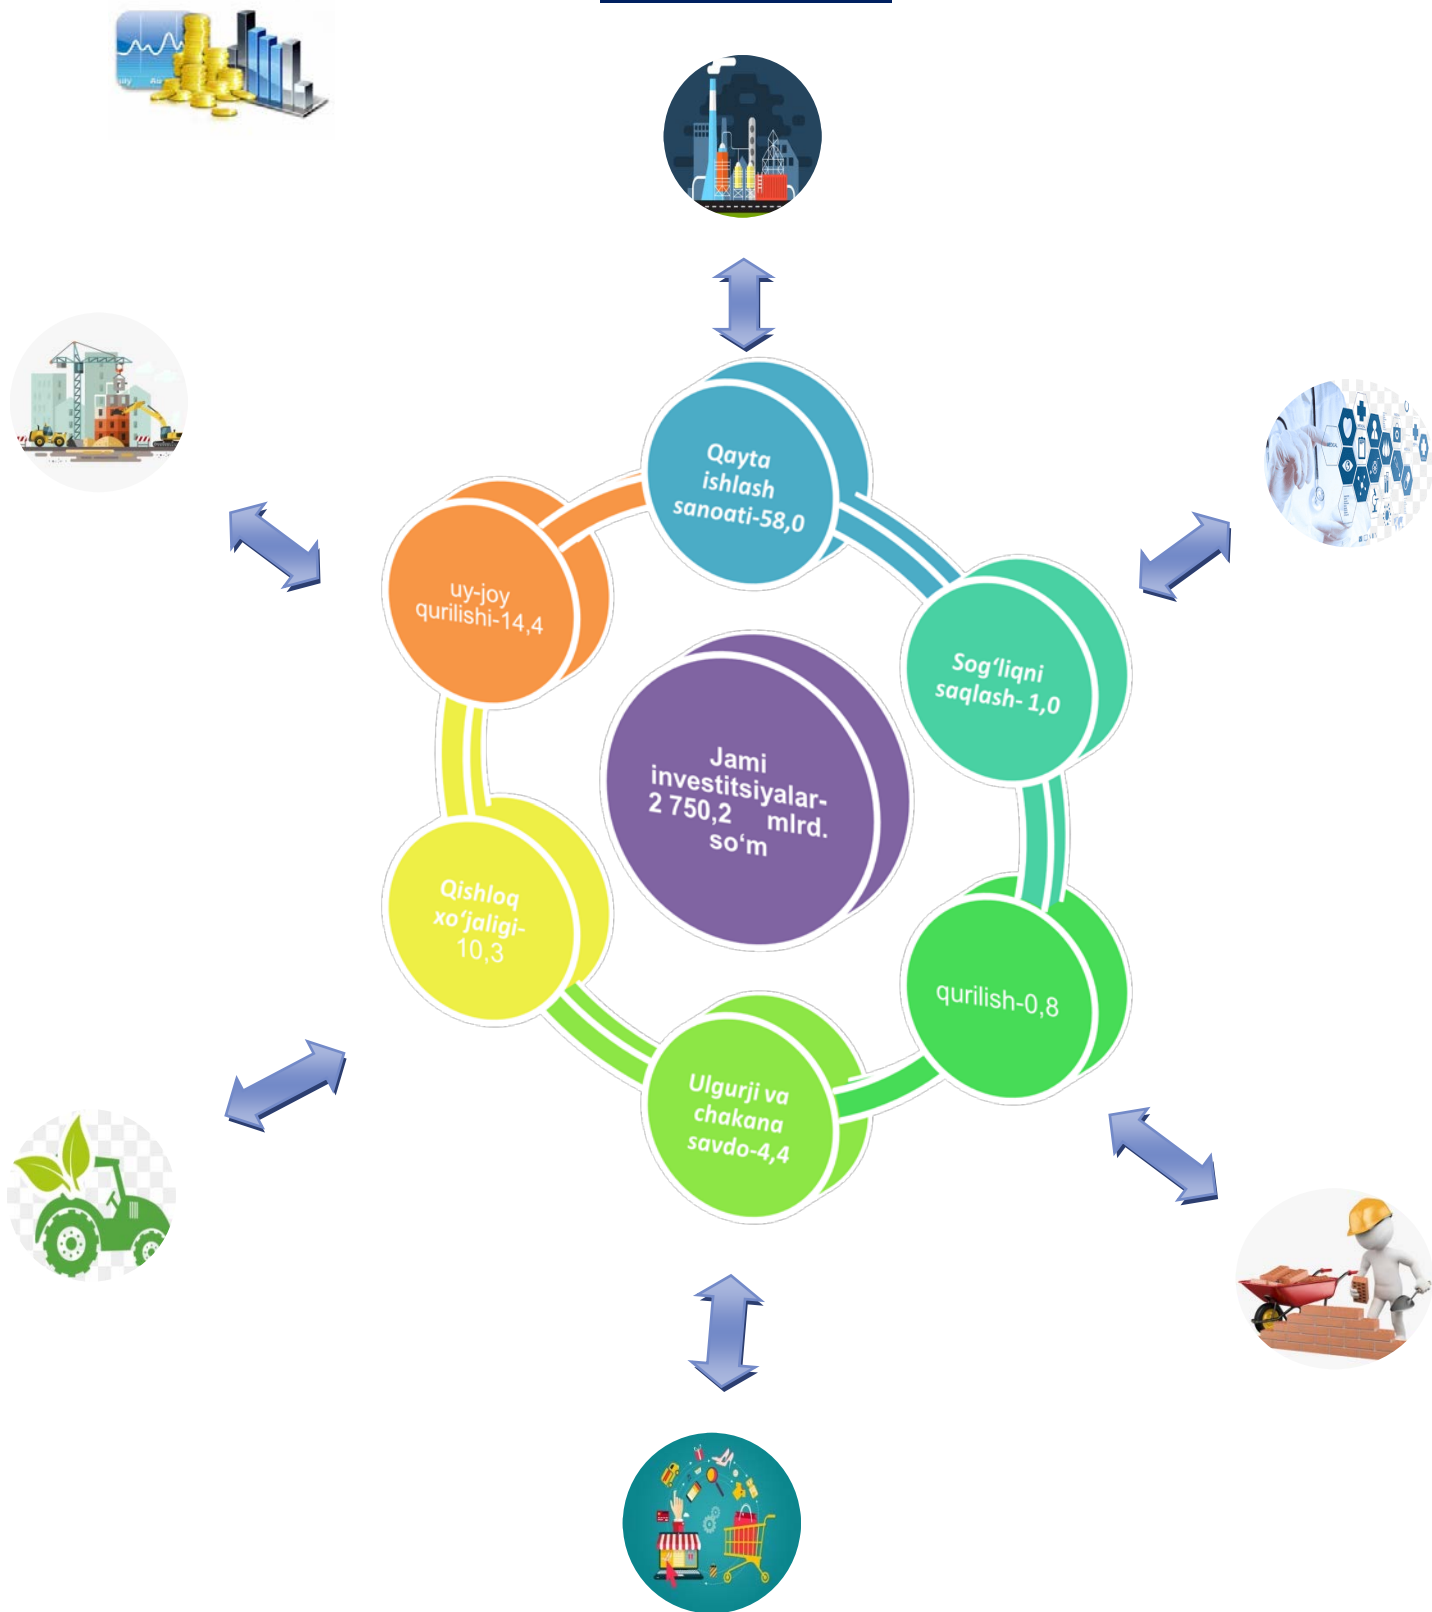 Qayta
ishlash
sanoati-58,0
uy-joy
qurilishi-14,4
Sog‘liqni
saqlash- 1,0
Jami
investitsiyalar-
2 750,2 mlrd.
so‘m
Qishloq
xo‘jaligi-
10,3
qurilish-0,8
Ulgurji va
chakana
savdo-4,4